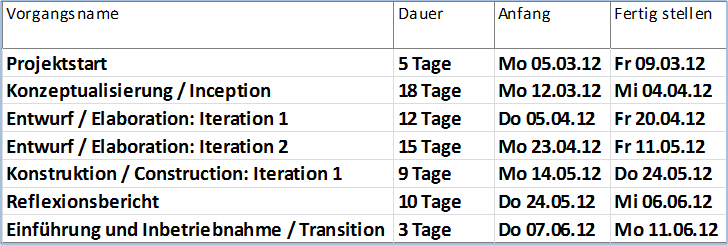 Vorgangsname Dauer Anfang Fertig stellen
Projektstart 5 Tage Mo 05.03.12 Fr 09.03.12
Konzeptualisierung / Inception 18 Tage Mo 12.03.12 Mi 04.04.12
Entwurf / Elaboration: Iteration 1 12 Tage Do 05.04.12 Fr 20.04.12
Entwurf / Elaboration: Iteration 2 15 Tage Mo 23.04.12 Fr 11.05.12
Konstruktion / Construction: Iteration 1 9 Tage Mo 14.05.12 Do 24.05.12
Reflexionsbericht 10 Tage Do 24.05.12 Mi 06.06.12
Einführung und Inbetriebnahme / Transition 3 Tage Do 07.06.12 Mo 11.06.12